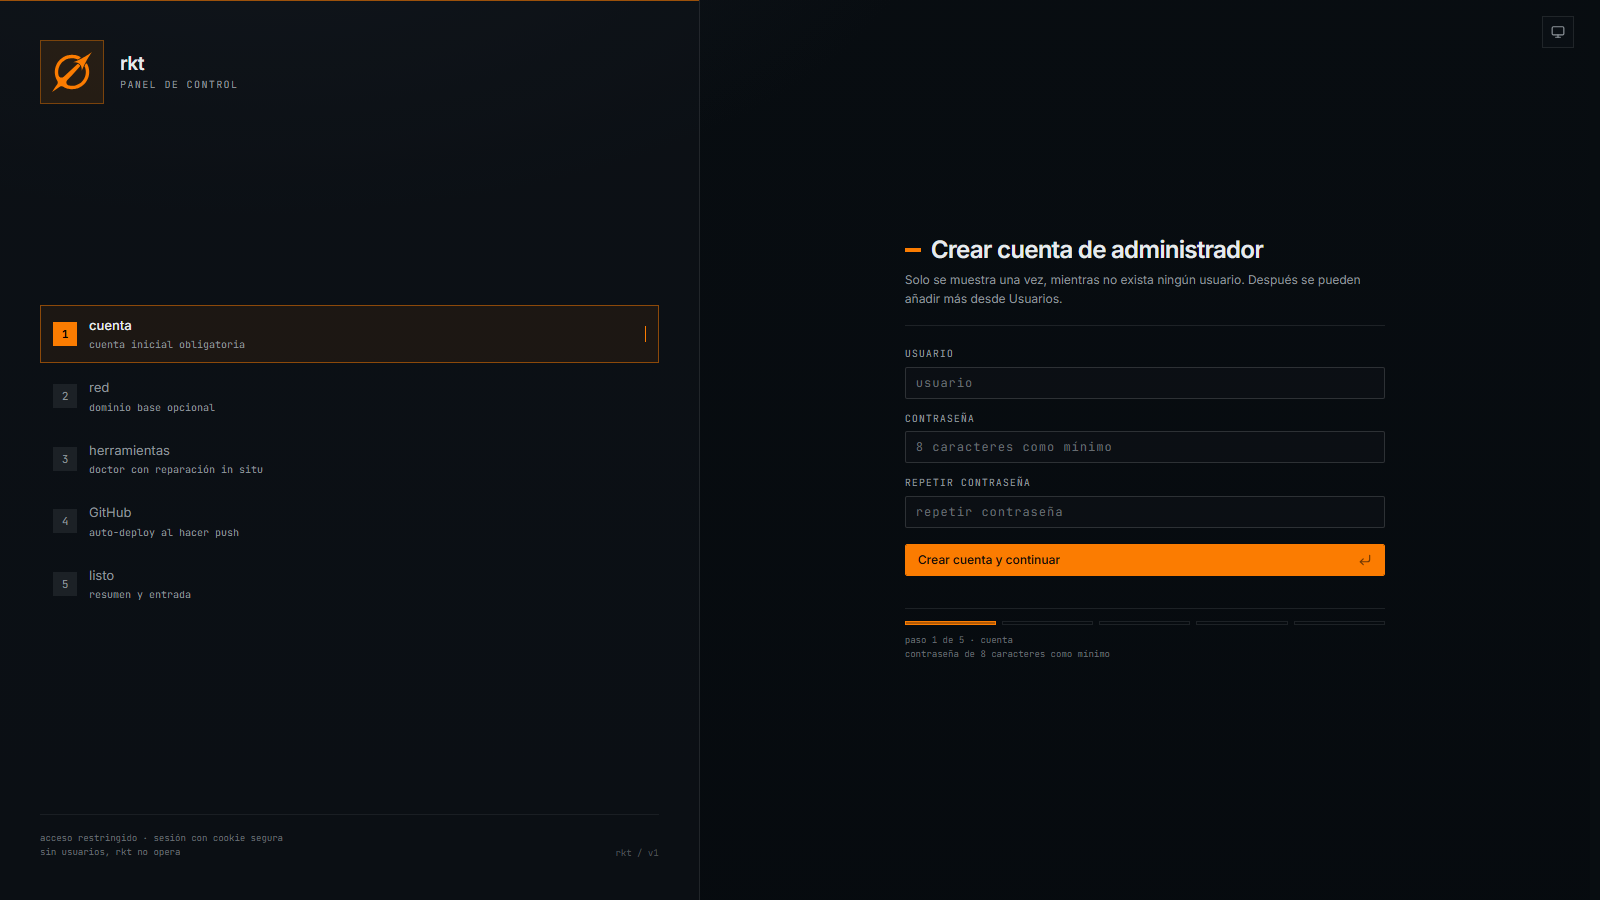 rkt
PANEL DE CONTROL
1
cuenta
cuenta inicial obligatoria
2
red
dominio base opcional
3
herramientas
doctor con reparación in situ
4
GitHub
auto-deploy al hacer push
5
listo
resumen y entrada
acceso restringido · sesión con cookie segura
sin usuarios, rkt no opera
rkt / v1
Crear cuenta de administrador
Solo se muestra una vez, mientras no exista ningún usuario. Después se pueden
añadir más desde Usuarios.
USUARIO
usuario
CONTRASEÑA
8 caracteres como mínimo
REPETIR CONTRASEÑA
repetir contraseña
Crear cuenta y continuar
paso 1 de 5 · cuenta
contraseña de 8 caracteres como mínimo